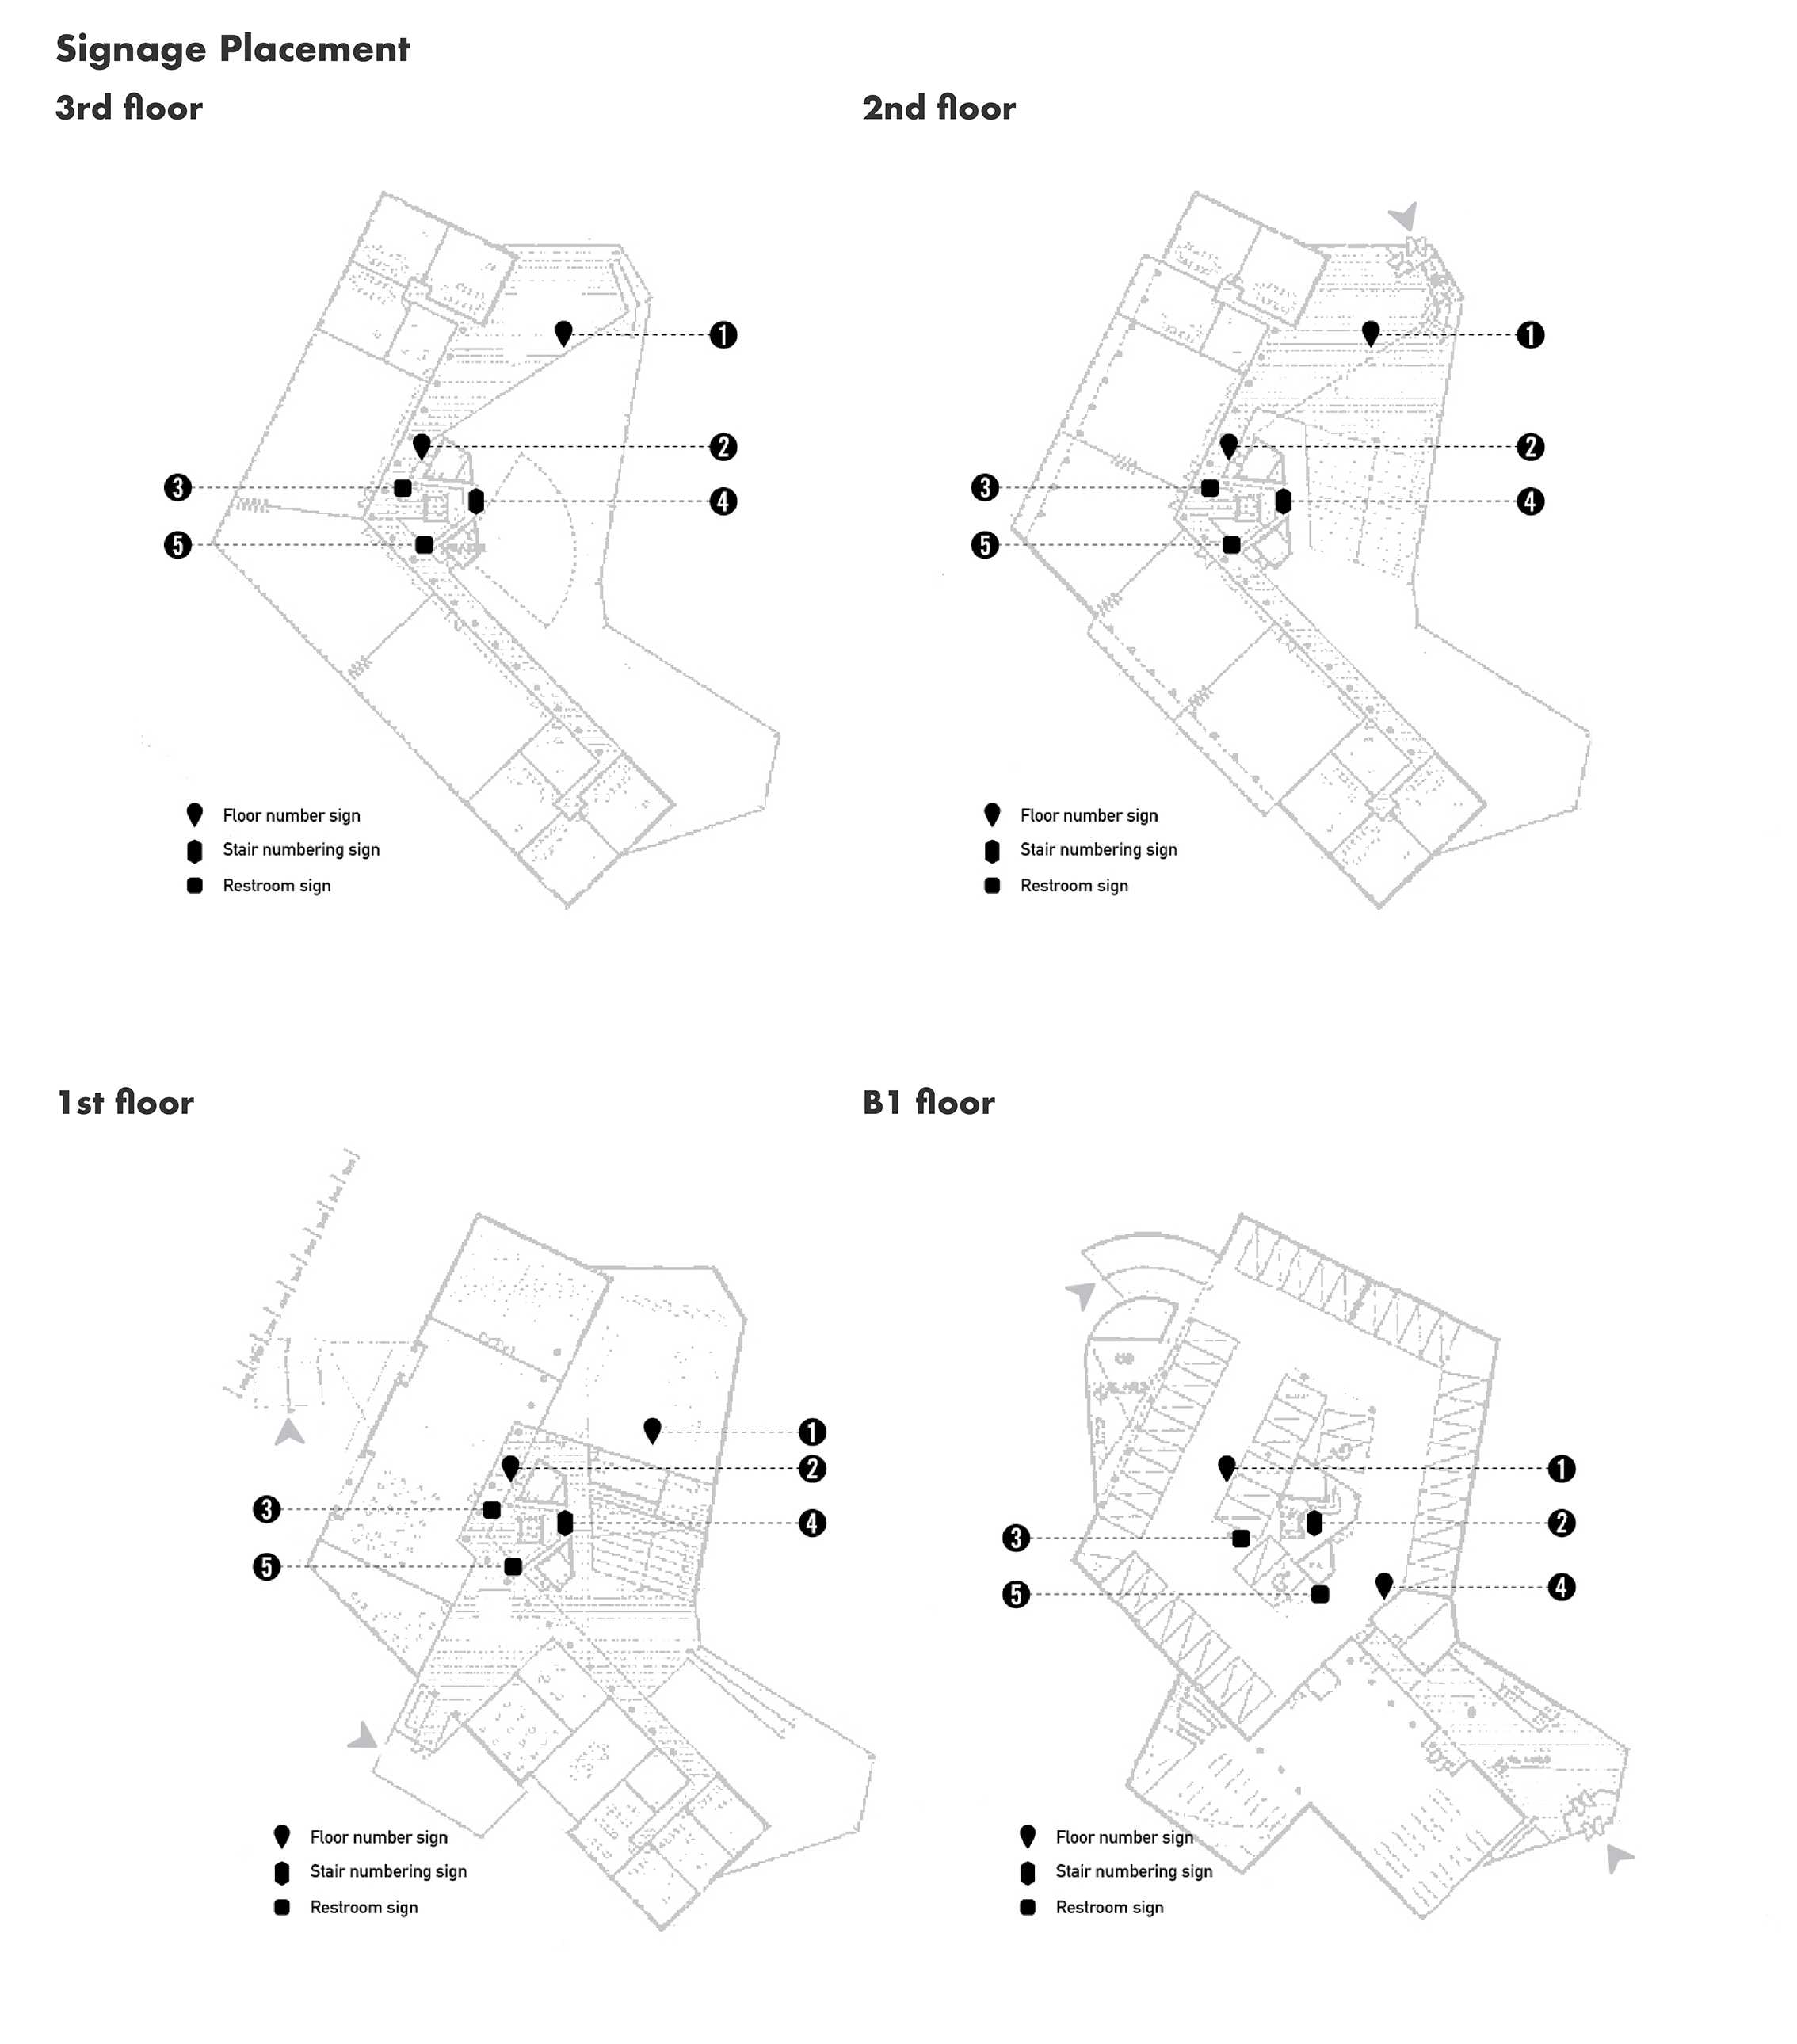 Signage Placement
3rd floor
1
2
3
4
5
Floor number sign
Stair numbering sign
Restroom sign
2nd floor
1
2
3
4
5
Floor number sign
Stair numbering sign
Restroom sign
1st floor
1
2
3
4
5
Floor number sign
Stair numbering sign
Restroom sign
B1 floor
1
2
3
4
5
Floor number sign
Stair numbering sign
Restroom sign